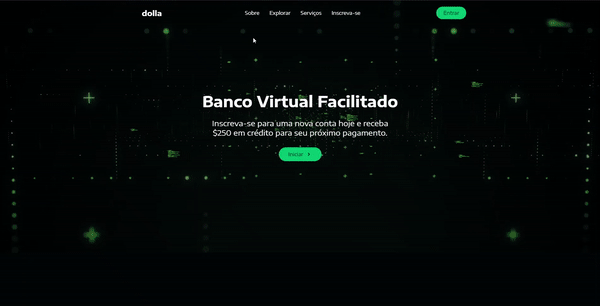 dolla
Sobre Explorar Serviços Inscreva-se
Entrar
Banco Virtual Facilitado
Inscreva-se para uma nova conta hoje e receba
$250 em crédito para seu próximo pagamento.
Iniciar